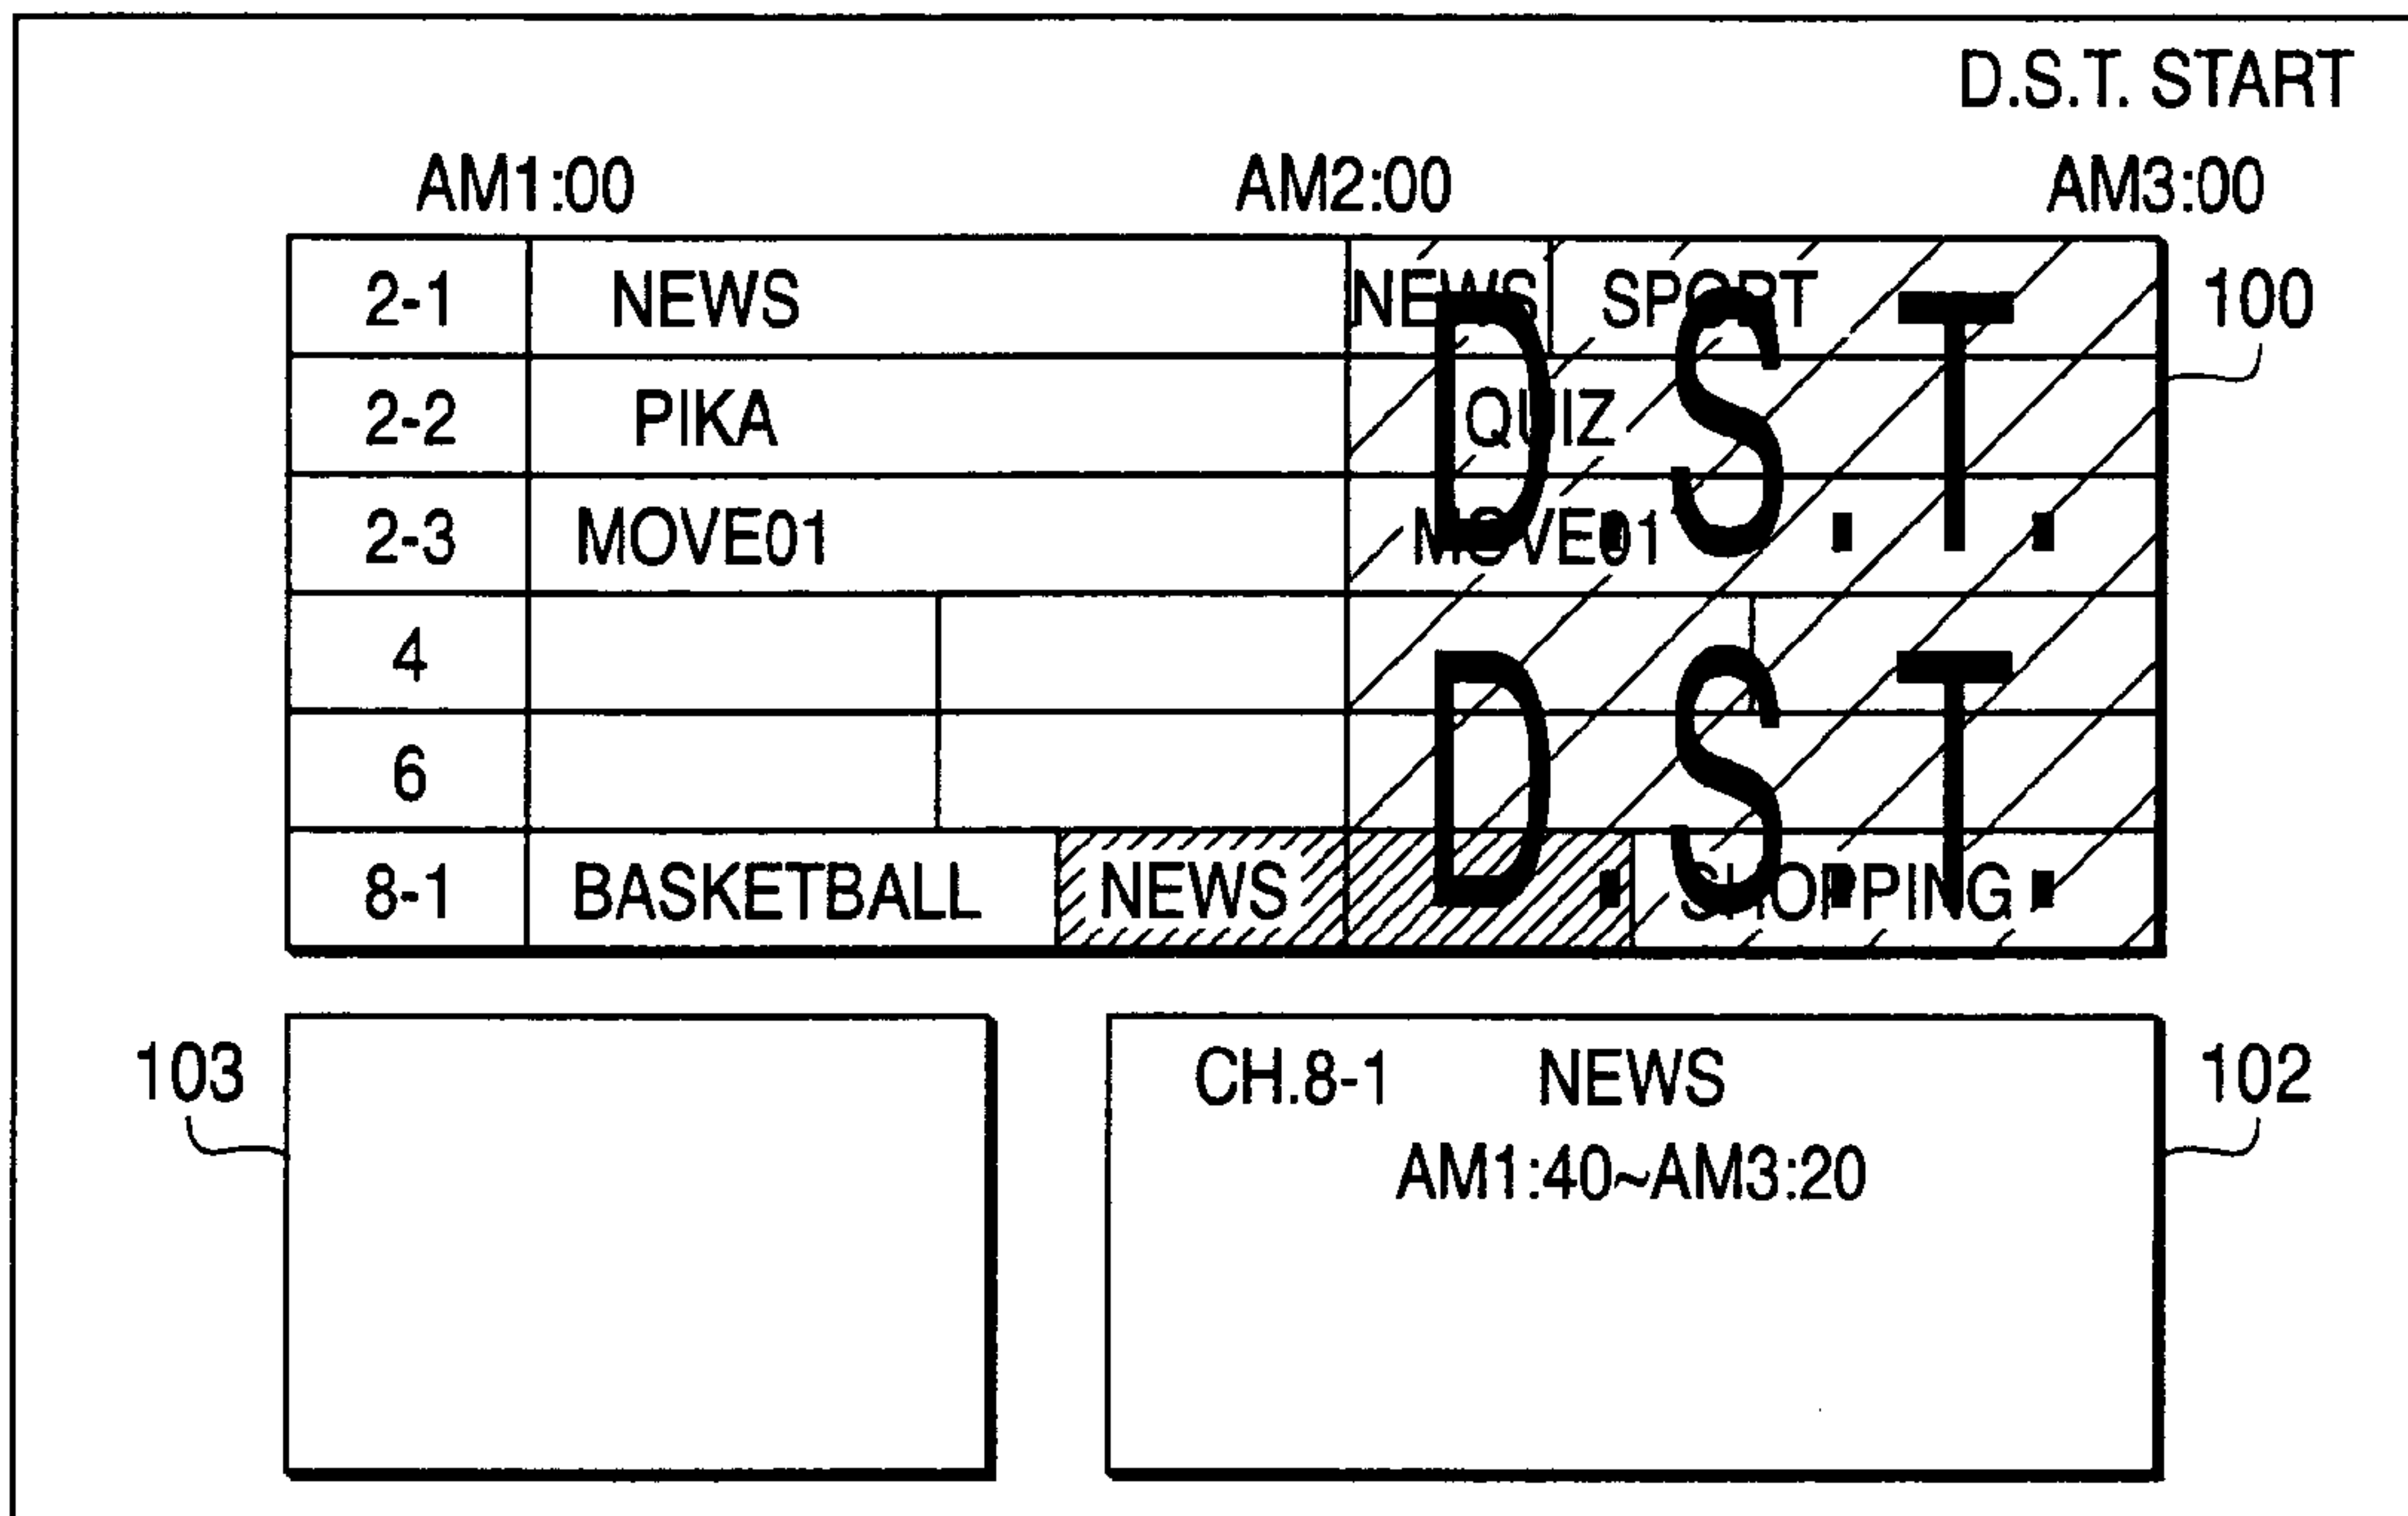 D.S.T. START
AM1:00 AM2:00 AM3:00
2-1 NEWS NEWS SPORT
100
2-2 PIKA QUIZ
D.S.T.
2-3 MOVE01 MOVE01
4
6
D.S.T.
8-1 BASKETBALL NEWS SHOPPING
103
CH.8-1 NEWS
102
AM1:40~AM3:20